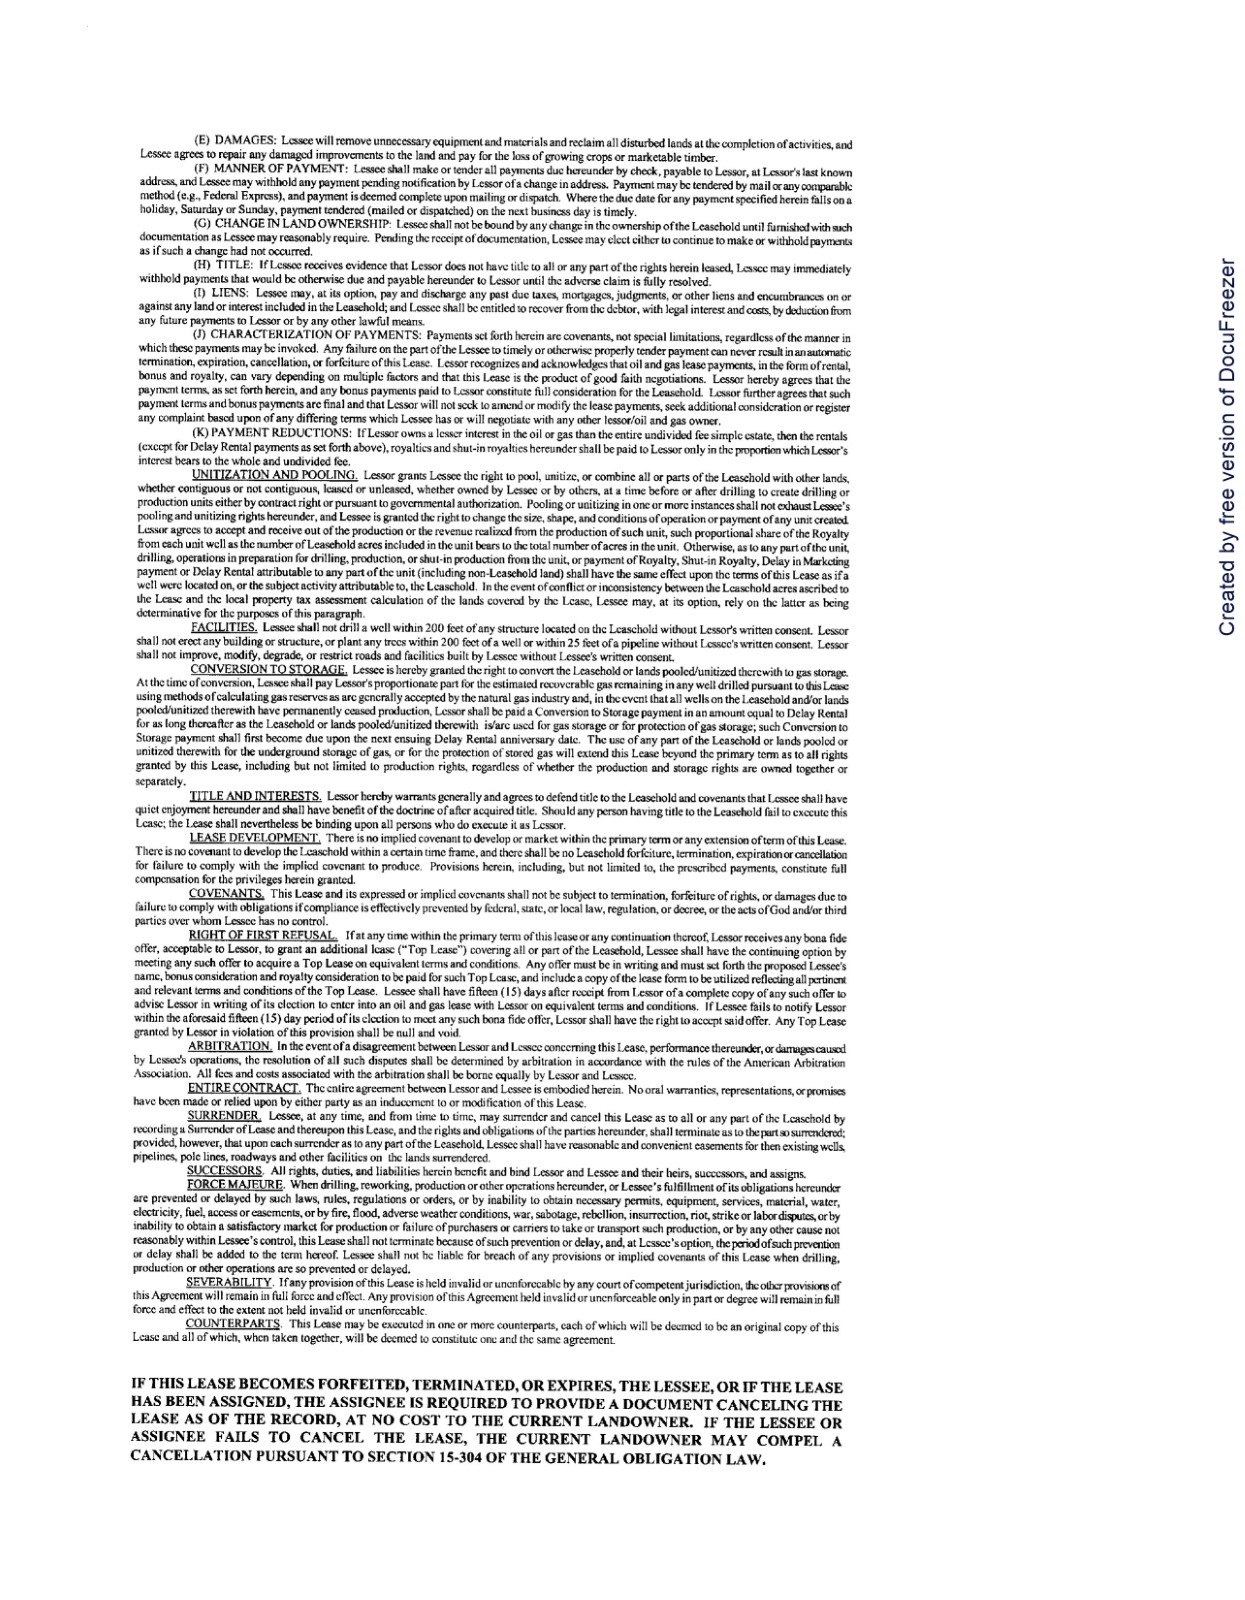 (E) DAMAGES: Lessee will remove unnecessary equipment and materials and reclaim all disturbed lands at the completion of activities, and
Lessee agrees to repair any damaged improvements to the land and pay for the loss of growing crops or marketable timber.
(F) MANNER OF PAYMENT: Lessee shall make or tender all payments due hereunder by check, payable to Lessor, at Lessor's last known
address, and Lessee may withhold any payment pending notification by Lessor of a change in address. Payment may be tendered by mail or any comparable
method (e.g., Federal Express), and payment is deemed complete upon mailing or dispatch. Where the due date for any payment specified herein falls on a
holiday, Saturday or Sunday, payment tendered (mailed or dispatched) on the next business day is timely.
(G) CHANGE IN LAND OWNERSHIP: Lessee shall not be bound by any change in the ownership of the Leasehold until furnished with such
documentation as Lessee may reasonably require. Pending the receipt of documentation, Lessee may elect either to continue to make or withhold payments
as if such a change had not occurred.
(H) TITLE: If Lessee receives evidence that Lessor does not have title to all or any part of the rights herein leased, Lessee may immediately
withhold payments that would be otherwise due and payable hereunder to Lessor until the adverse claim is fully resolved.
(I) LIENS: Lessee may, at its option, pay and discharge any past due taxes, mortgages, judgments, or other liens and encumbrances on or
against any land or interest included in the Leasehold; and Lessee shall be entitled to recover from the debtor, with legal interest and costs, by deduction from
any future payments to Lessor or by any other lawful means.
(J) CHARACTERIZATION OF PAYMENTS: Payments set forth herein are covenants, not special limitations, regardless of the manner in
which these payments may be invoked. Any failure on the part of the Lessee to timely or otherwise properly tender payment can never result in an automatic
termination, expiration, cancellation, or forfeiture of this Lease. Lessor recognizes and acknowledges that oil and gas lease payments, in the form of rental,
bonus and royalty, can vary depending on multiple factors and that this Lease is the product of good faith negotiations. Lessor hereby agrees that the
payment terms, as set forth herein, and any bonus payments paid to Lessor constitute full consideration for the Leasehold. Lessor further agrees that such
payment terms and bonus payments are final and that Lessor will not seek to amend or modify the lease payments, seek additional consideration or register
any complaint based upon of any differing terms which Lessee has or will negotiate with any other lessor/oil and gas owner.
(K) PAYMENT REDUCTIONS: If Lessor owns a lesser interest in the oil or gas than the entire undivided fee simple estate, then the rentals
(except for Delay Rental payments as set forth above), royalties and shut-in royalties hereunder shall be paid to Lessor only in the proportion which Lessor's
interest bears to the whole and undivided fee.
UNITIZATION AND POOLING. Lessor grants Lessee the right to pool, unitize, or combine all or parts of the Leasehold with other lands,
whether contiguous or not contiguous, leased or unleased, whether owned by Lessee or by others, at a time before or after drilling to create drilling or
production units either by contract right or pursuant to governmental authorization. Pooling or unitizing in one or more instances shall not exhaust Lessee's
pooling and unitizing rights hereunder, and Lessee is granted the right to change the size, shape, and conditions of operation or payment of any unit created.
Lessor agrees to accept and receive out of the production or the revenue realized from the production of such unit, such proportional share of the Royalty
from each unit well as the number of Leasehold acres included in the unit bears to the total number of acres in the unit. Otherwise, as to any part of the unit,
drilling, operations in preparation for drilling, production, or shut-in production from the unit, or payment of Royalty, Shut-in Royalty, Delay in Marketing
payment or Delay Rental attributable to any part of the unit (including non-Leasehold land) shall have the same effect upon the terms of this Lease as if a
well were located on, or the subject activity attributable to, the Leasehold. In the event of conflict or inconsistency between the Leasehold acres ascribed to
the Lease and the local property tax assessment calculation of the lands covered by the Lease, Lessee may, at its option, rely on the latter as being
determinative for the purposes of this paragraph.
FACILITIES. Lessee shall not drill a well within 200 feet of any structure located on the Leasehold without Lessor's written consent. Lessor
shall not erect any building or structure, or plant any trees within 200 feet of a well or within 25 feet of a pipeline without Lessee's written consent. Lessor
shall not improve, modify, degrade, or restrict roads and facilities built by Lessee without Lessee's written consent.
CONVERSION TO STORAGE. Lessee is hereby granted the right to convert the Leasehold or lands pooled/unitized therewith to gas storage.
At the time of conversion, Lessee shall pay Lessor's proportionate part for the estimated recoverable gas remaining in any well drilled pursuant to this Lease
using methods of calculating gas reserves as are generally accepted by the natural gas industry and, in the event that all wells on the Leasehold and/or lands
pooled/unitized therewith have permanently ceased production, Lessor shall be paid a Conversion to Storage payment in an amount equal to Delay Rental
for as long thereafter as the Leasehold or lands pooled/unitized therewith is/are used for gas storage or for protection of gas storage; such Conversion to
Storage payment shall first become due upon the next ensuing Delay Rental anniversary date. The use of any part of the Leasehold or lands pooled or
unitized therewith for the underground storage of gas, or for the protection of stored gas will extend this Lease beyond the primary term as to all rights
granted by this Lease, including but not limited to production rights, regardless of whether the production and storage rights are owned together or
separately.
TITLE AND INTERESTS. Lessor hereby warrants generally and agrees to defend title to the Leasehold and covenants that Lessee shall have
quiet enjoyment hereunder and shall have benefit of the doctrine of after acquired title. Should any person having title to the Leasehold fail to execute this
Lease; the Lease shall nevertheless be binding upon all persons who do execute it as Lessor.
LEASE DEVELOPMENT. There is no implied covenant to develop or market within the primary term or any extension of term of this Lease.
There is no covenant to develop the Leasehold within a certain time frame, and there shall be no Leasehold forfeiture, termination, expiration or cancellation
for failure to comply with the implied covenant to produce. Provisions herein, including, but not limited to, the prescribed payments, constitute full
compensation for the privileges herein granted.
COVENANTS. This Lease and its expressed or implied covenants shall not be subject to termination, forfeiture of rights, or damages due to
failure to comply with obligations if compliance is effectively prevented by federal, state, or local law, regulation, or decree, or the acts of God and/or third
parties over whom Lessee has no control.
RIGHT OF FIRST REFUSAL. If at any time within the primary term of this lease or any continuation thereof, Lessor receives any bona fide
offer, acceptable to Lessor, to grant an additional lease ("Top Lease") covering all or part of the Leasehold, Lessee shall have the continuing option by
meeting any such offer to acquire a Top Lease on equivalent terms and conditions. Any offer must be in writing and must set forth the proposed Lessee's
name, bonus consideration and royalty consideration to be paid for such Top Lease, and include a copy of the lease form to be utilized reflecting all pertinent
and relevant terms and conditions of the Top Lease. Lessee shall have fifteen (15) days after receipt from Lessor of a complete copy of any such offer to
advise Lessor in writing of its election to enter into an oil and gas lease with Lessor on equivalent terms and conditions. If Lessee fails to notify Lessor
within the aforesaid fifteen (15) day period of its election to meet any such bona fide offer, Lessor shall have the right to accept said offer. Any Top Lease
granted by Lessor in violation of this provision shall be null and void.
ARBITRATION. In the event of a disagreement between Lessor and Lessee concerning this Lease, performance thereunder, or damages caused
by Lessee's operations, the resolution of all such disputes shall be determined by arbitration in accordance with the rules of the American Arbitration
Association. All fees and costs associated with the arbitration shall be borne equally by Lessor and Lessee.
ENTIRE CONTRACT. The entire agreement between Lessor and Lessee is embodied herein. No oral warranties, representations, or promises
have been made or relied upon by either party as an inducement to or modification of this Lease.
SURRENDER. Lessee, at any time, and from time to time, may surrender and cancel this Lease as to all or any part of the Leasehold by
recording a Surrender of Lease and thereupon this Lease, and the rights and obligations of the parties hereunder, shall terminate as to the part so surrendered;
provided, however, that upon each surrender as to any part of the Leasehold, Lessee shall have reasonable and convenient easements for then existing wells,
pipelines, pole lines, roadways and other facilities on the lands surrendered.
SUCCESSORS. All rights, duties, and liabilities herein benefit and bind Lessor and Lessee and their heirs, successors, and assigns.
FORCE MAJEURE. When drilling, reworking, production or other operations hereunder, or Lessee's fulfillment of its obligations hereunder
are prevented or delayed by such laws, rules, regulations or orders, or by inability to obtain necessary permits, equipment, services, material, water,
electricity, fuel, access or easements, or by fire, flood, adverse weather conditions, war, sabotage, rebellion, insurrection, riot, strike or labor disputes, or by
inability to obtain a satisfactory market for production or failure of purchasers or carriers to take or transport such production, or by any other cause not
reasonably within Lessee's control, this Lease shall not terminate because of such prevention or delay, and, at Lessee's option, the period of such prevention
or delay shall be added to the term hereof. Lessee shall not be liable for breach of any provisions or implied covenants of this Lease when drilling,
production or other operations are so prevented or delayed.
SEVERABILITY. If any provision of this Lease is held invalid or unenforceable by any court of competent jurisdiction, the other provisions of
this Agreement will remain in full force and effect. Any provision of this Agreement held invalid or unenforceable only in part or degree will remain in full
force and effect to the extent not held invalid or unenforceable.
COUNTERPARTS. This Lease may be executed in one or more counterparts, each of which will be deemed to be an original copy of this
Lease and all of which, when taken together, will be deemed to constitute one and the same agreement.
IF THIS LEASE BECOMES FORFEITED, TERMINATED, OR EXPIRES, THE LESSEE, OR IF THE LEASE
HAS BEEN ASSIGNED, THE ASSIGNEE IS REQUIRED TO PROVIDE A DOCUMENT CANCELING THE
LEASE AS OF THE RECORD, AT NO COST TO THE CURRENT LANDOWNER. IF THE LESSEE OR
ASSIGNEE FAILS TO CANCEL THE LEASE, THE CURRENT LANDOWNER MAY COMPEL A
CANCELLATION PURSUANT TO SECTION 15-304 OF THE GENERAL OBLIGATION LAW.
Created by free version of DocuFreezer